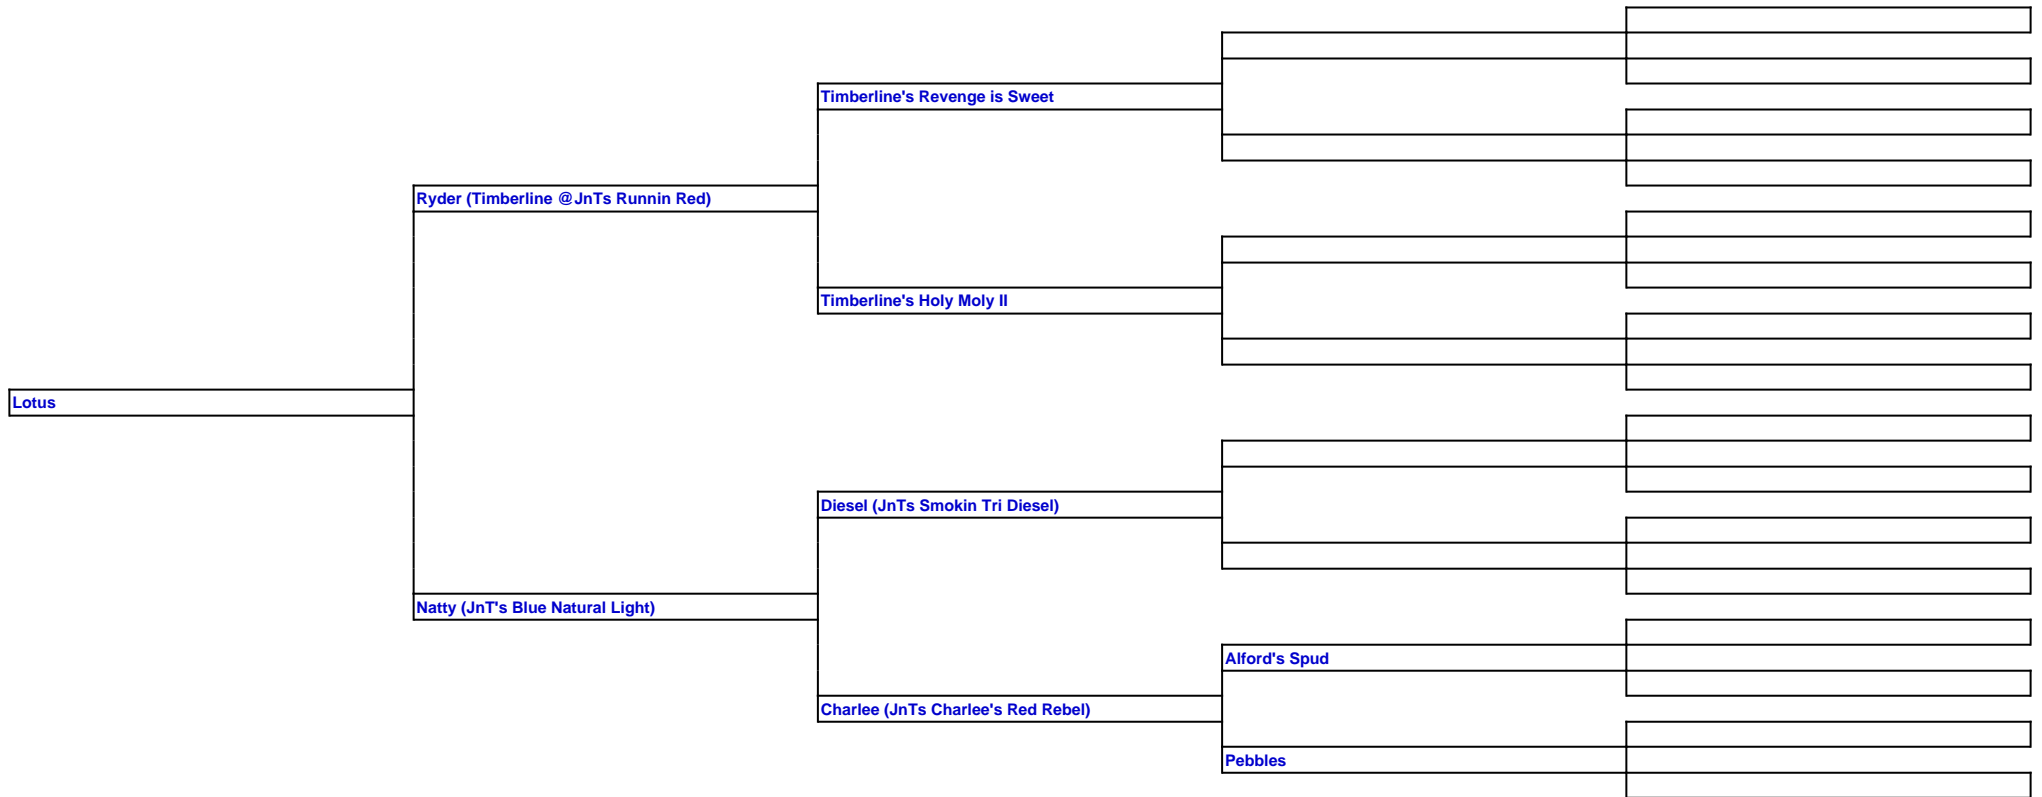 Timberline's Revenge is Sweet
Ryder (Timberline @JnTs Runnin Red)
Timberline's Holy Moly II
Lotus
Diesel (JnTs Smokin Tri Diesel)
Natty (JnT's Blue Natural Light)
Alford's Spud
Charlee (JnTs Charlee's Red Rebel)
Pebbles